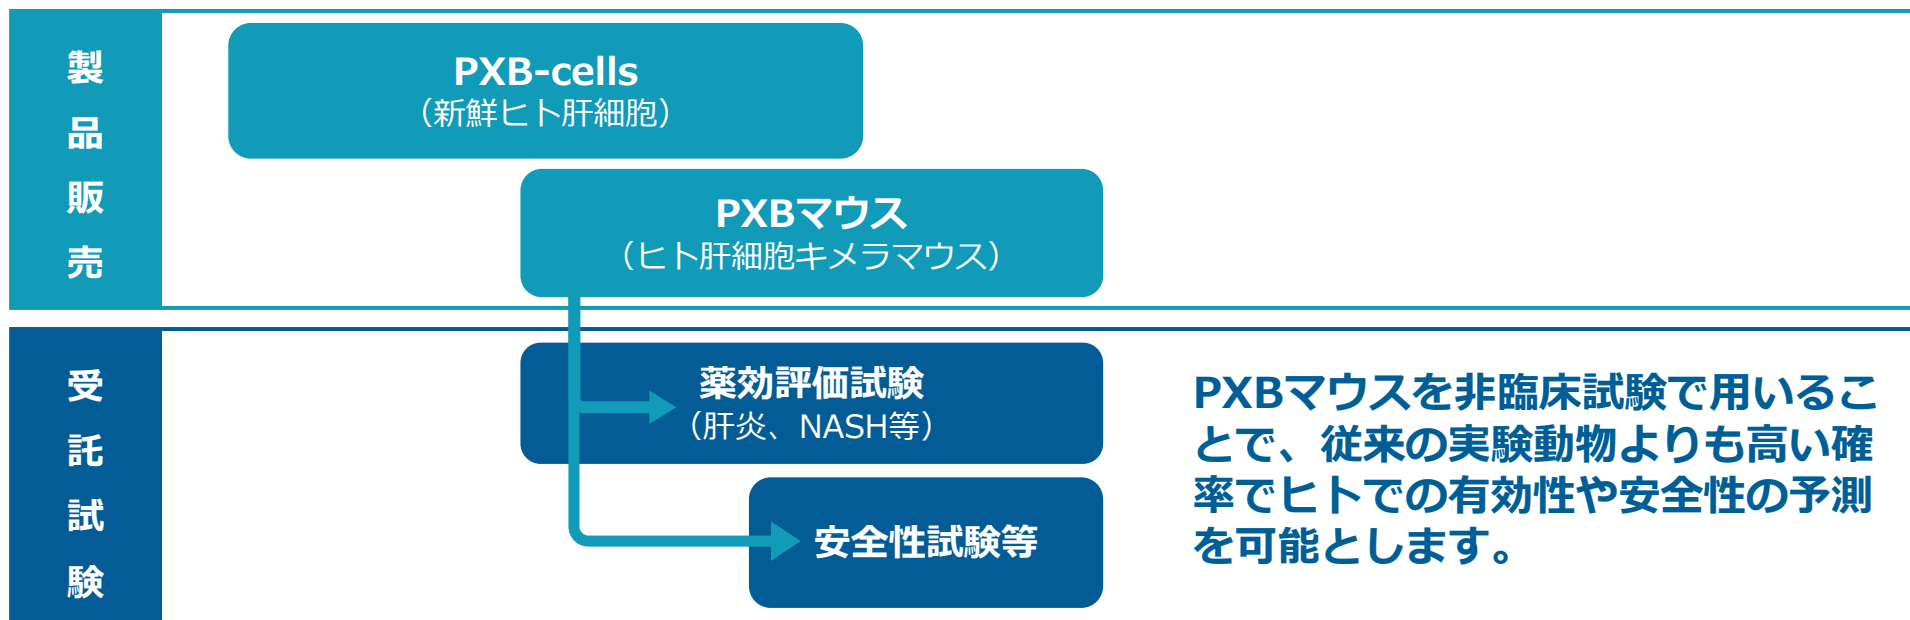 製品販売
PXB-cells
（新鮮ヒト肝細胞）
PXBマウス
（ヒト肝細胞キメラマウス）
受託試験
薬効評価試験
（肝炎、NASH等）
安全性試験等
PXBマウスを非臨床試験で用いるこ
とで、従来の実験動物よりも高い確
率でヒトでの有効性や安全性の予測
を可能とします。